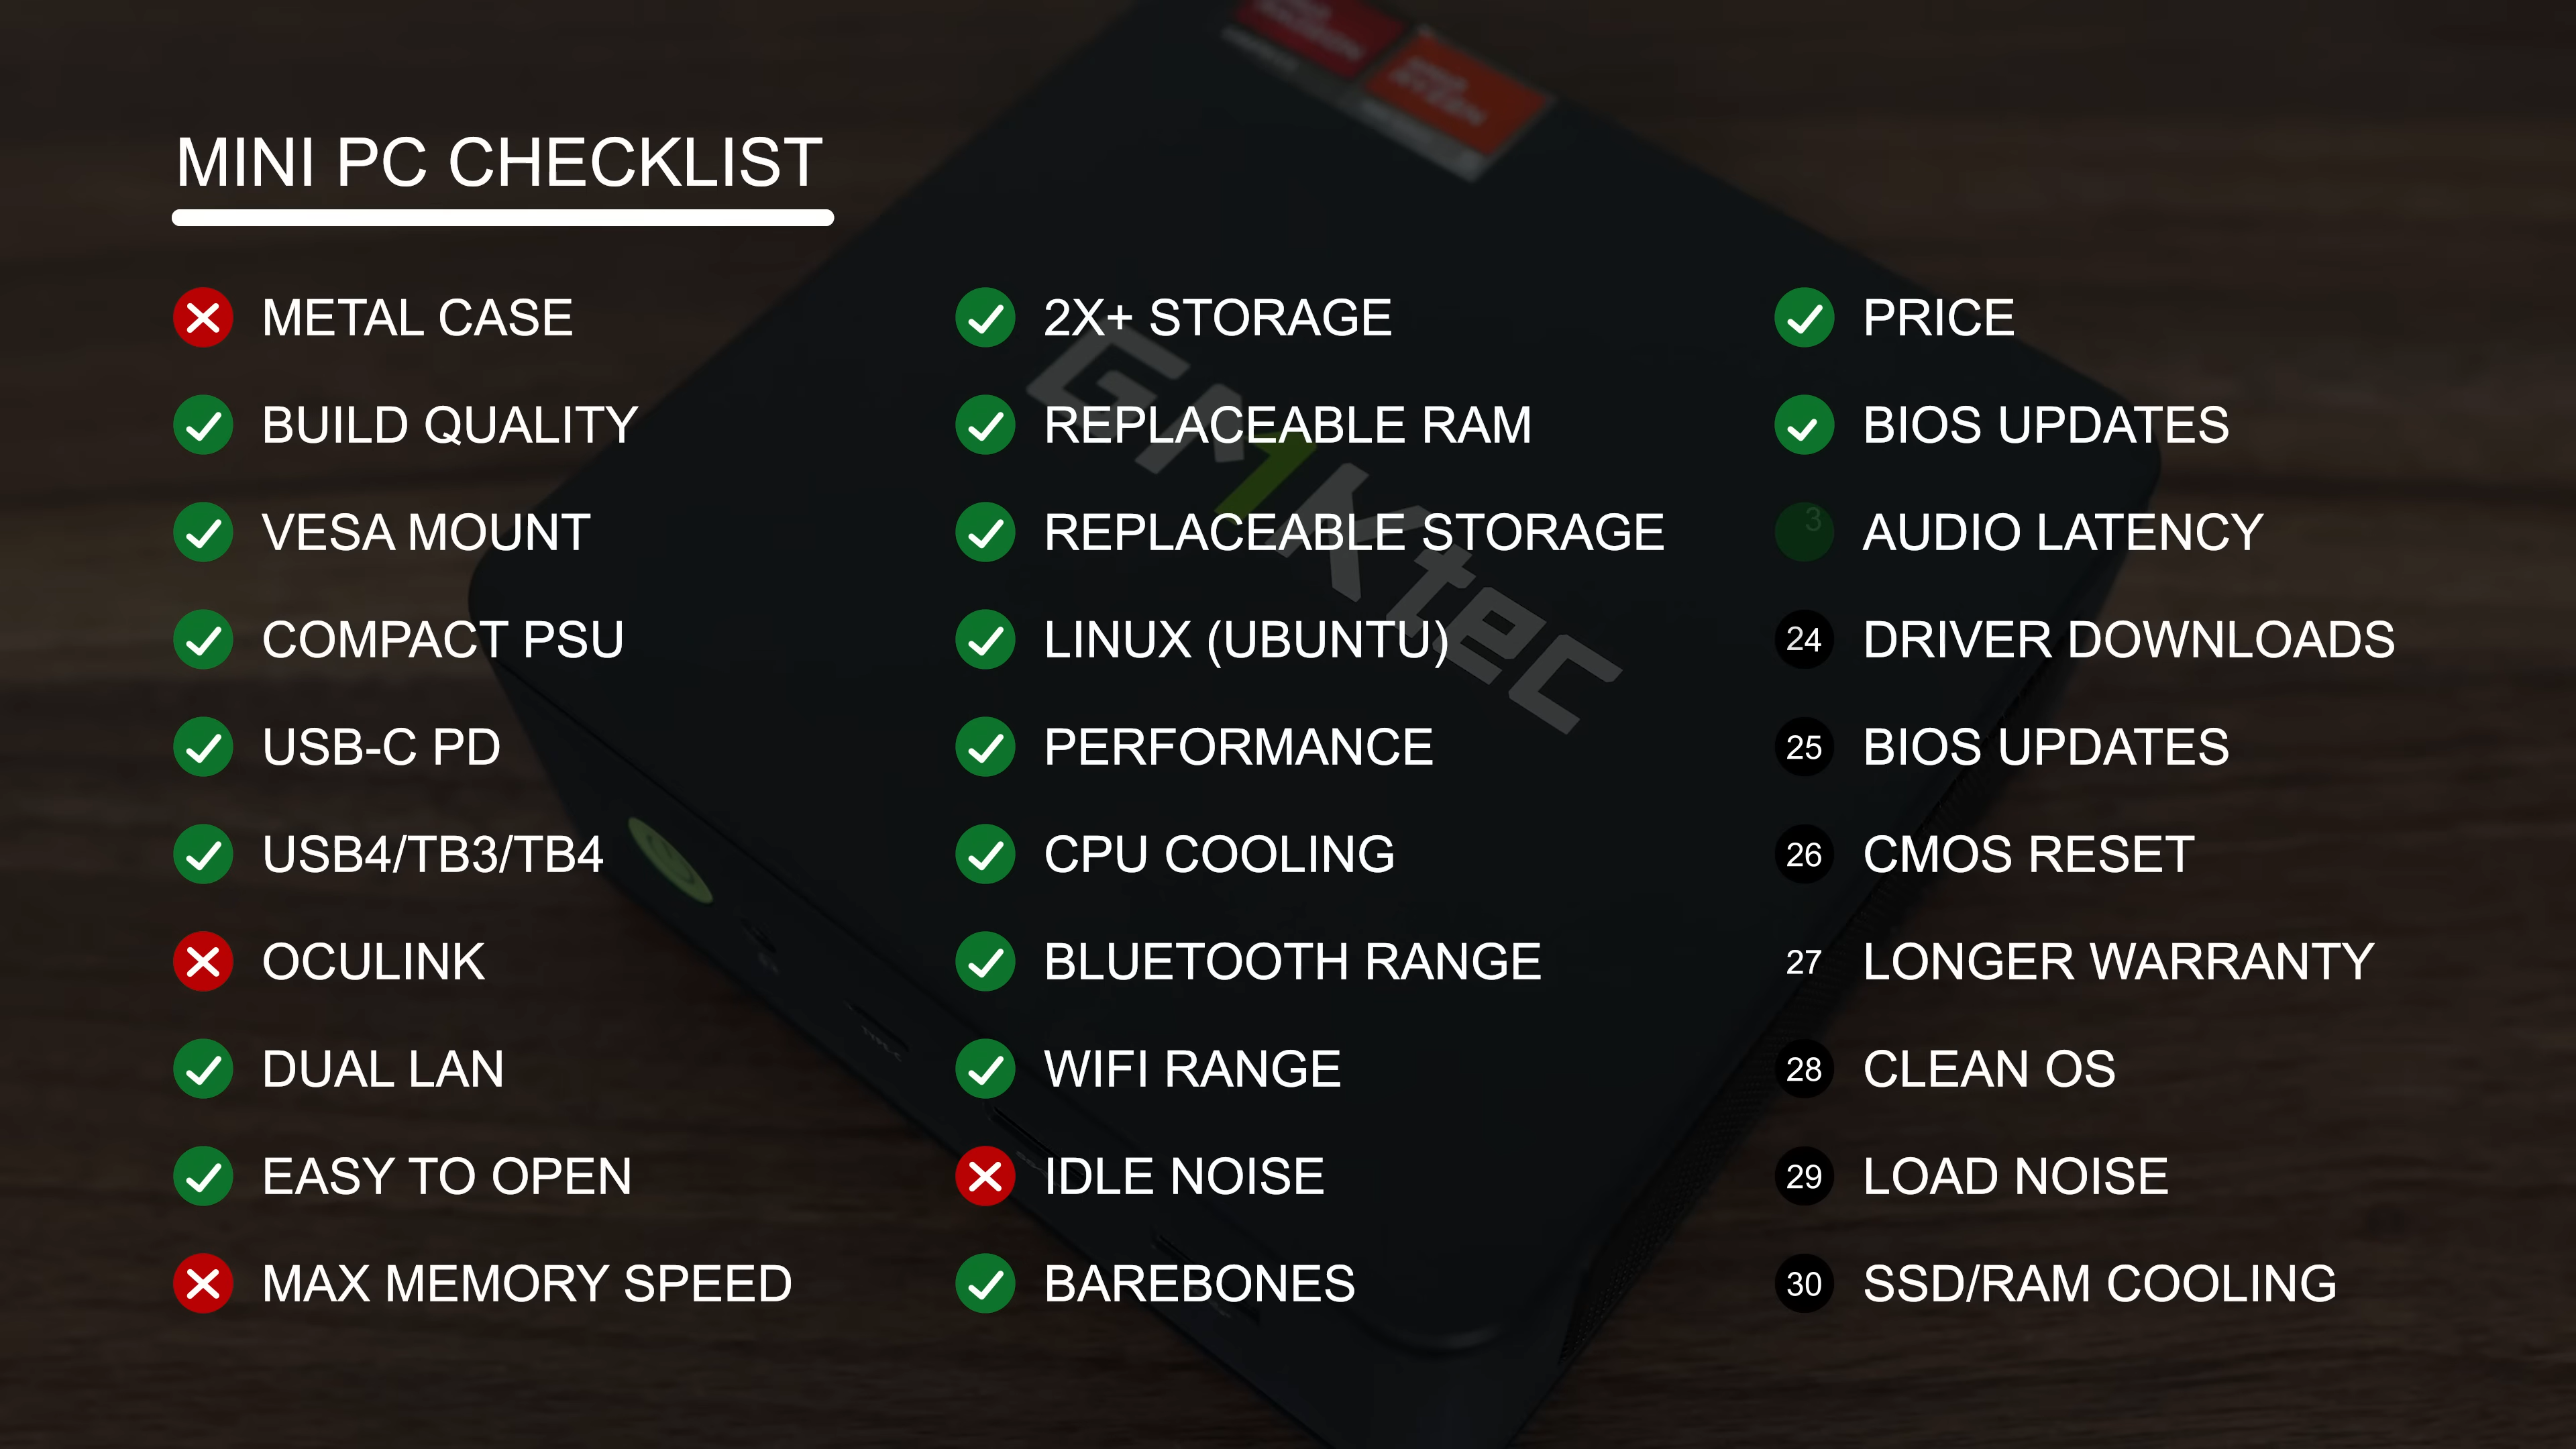 MINI PC CHECKLIST
METAL CASE
BUILD QUALITY
VESA MOUNT
COMPACT PSU
USB-C PD
USB4/TB3/TB4
OCULINK
DUAL LAN
EASY TO OPEN
MAX MEMORY SPEED
2X+ STORAGE
REPLACEABLE RAM
REPLACEABLE STORAGE
LINUX (UBUNTU)
PERFORMANCE
CPU COOLING
BLUETOOTH RANGE
WIFI RANGE
IDLE NOISE
BAREBONES
PRICE
BIOS UPDATES
3 AUDIO LATENCY
24 DRIVER DOWNLOADS
25 BIOS UPDATES
26 CMOS RESET
27 LONGER WARRANTY
28 CLEAN OS
29 LOAD NOISE
30 SSD/RAM COOLING
GMKtec